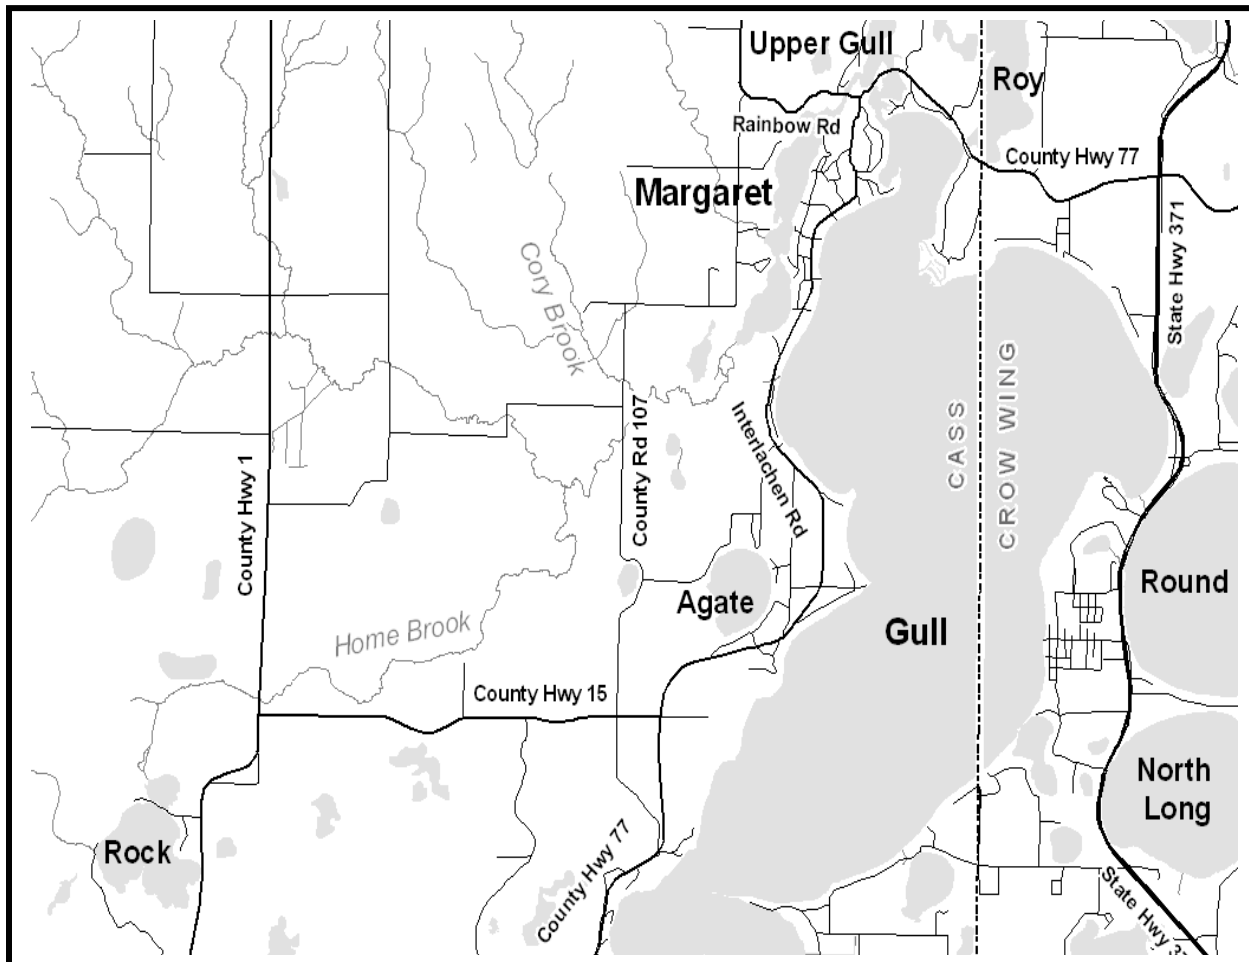 Upper Gull
Roy
Rainbow Rd
County Hwy 77
Margaret
State Hwy 371
Cory Brook
CASS
CROW WING
County Rd 107
Interlachen Rd
County Hwy 1
Round
Agate
Gull
Home Brook
County Hwy 15
North
Long
Rock
County Hwy 77
State Hwy 37